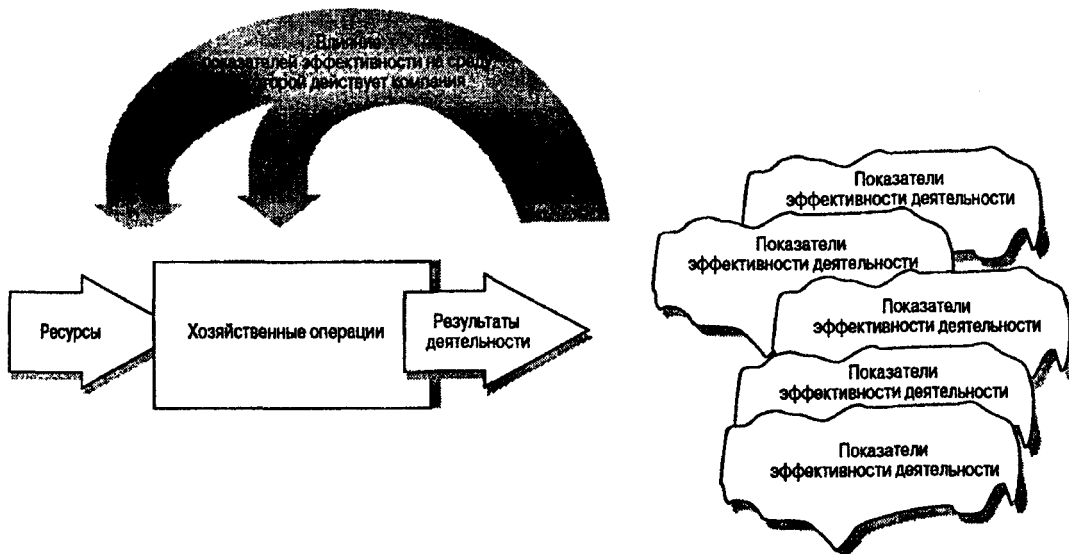 Влияние
показателей эффективности на среду
которой действует компания
Ресурсы
Хозяйственные операции
Результаты
деятельности
Показатели
эффективности деятельности
Показатели
эффективности деятельности
Показатели
эффективности деятельности
Показатели
эффективности деятельности
Показатели
эффективности деятельности